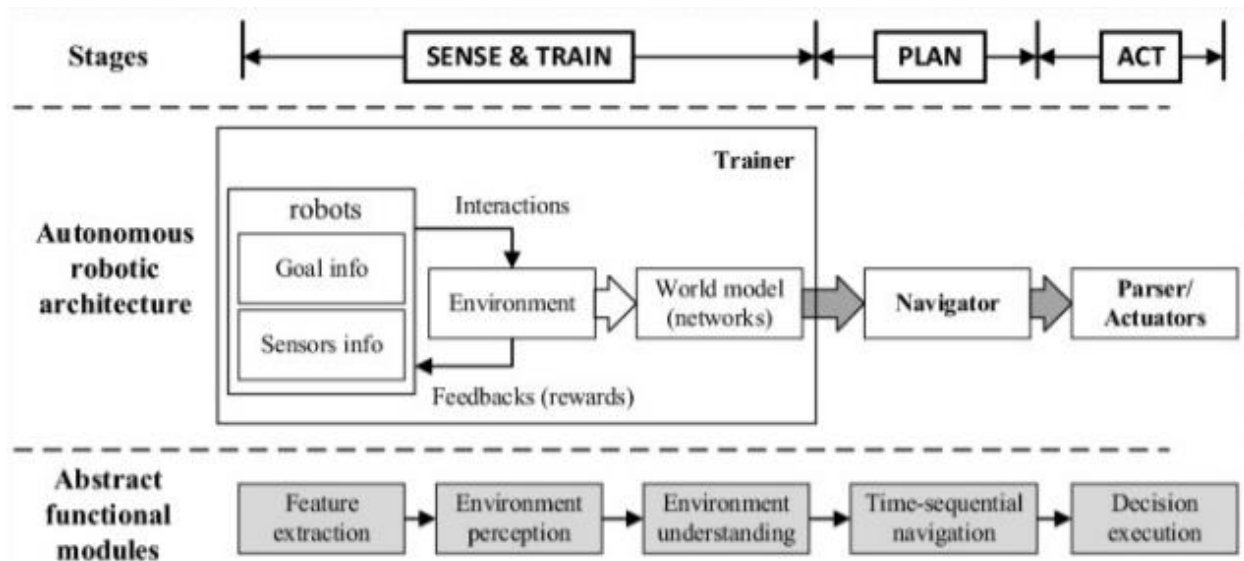 Stages
SENSE & TRAIN
PLAN
ACT
Autonomous
robotic
architecture
Trainer
robots
Goal info
Sensors info
Interactions
Environment
Feedbacks (rewards)
World model
(networks)
Navigator
Parser/
Actuators
Abstract
functional
modules
Feature
extraction
Environment
perception
Environment
understanding
Time-sequential
navigation
Decision
execution